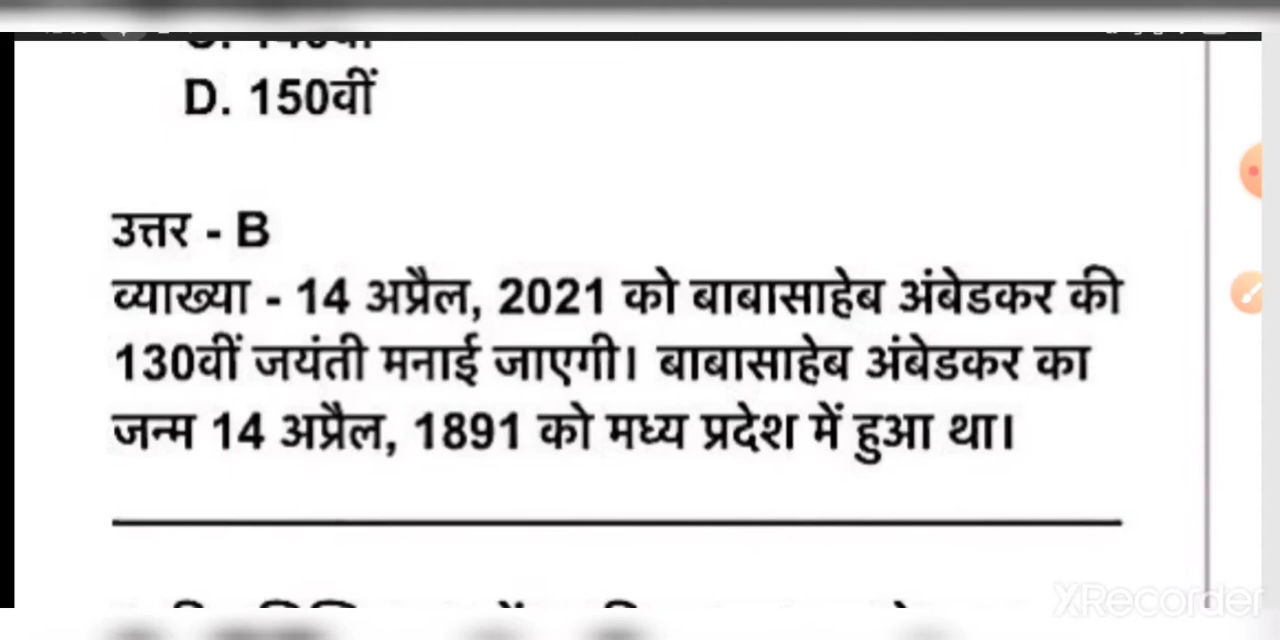 D. 150वीं
उत्तर - B
व्याख्या - 14 अप्रैल, 2021 को बाबासाहेब अंबेडकर की
130वीं जयंती मनाई जाएगी। बाबासाहेब अंबेडकर का
जन्म 14 अप्रैल, 1891 को मध्य प्रदेश में हुआ था।
XRecorder